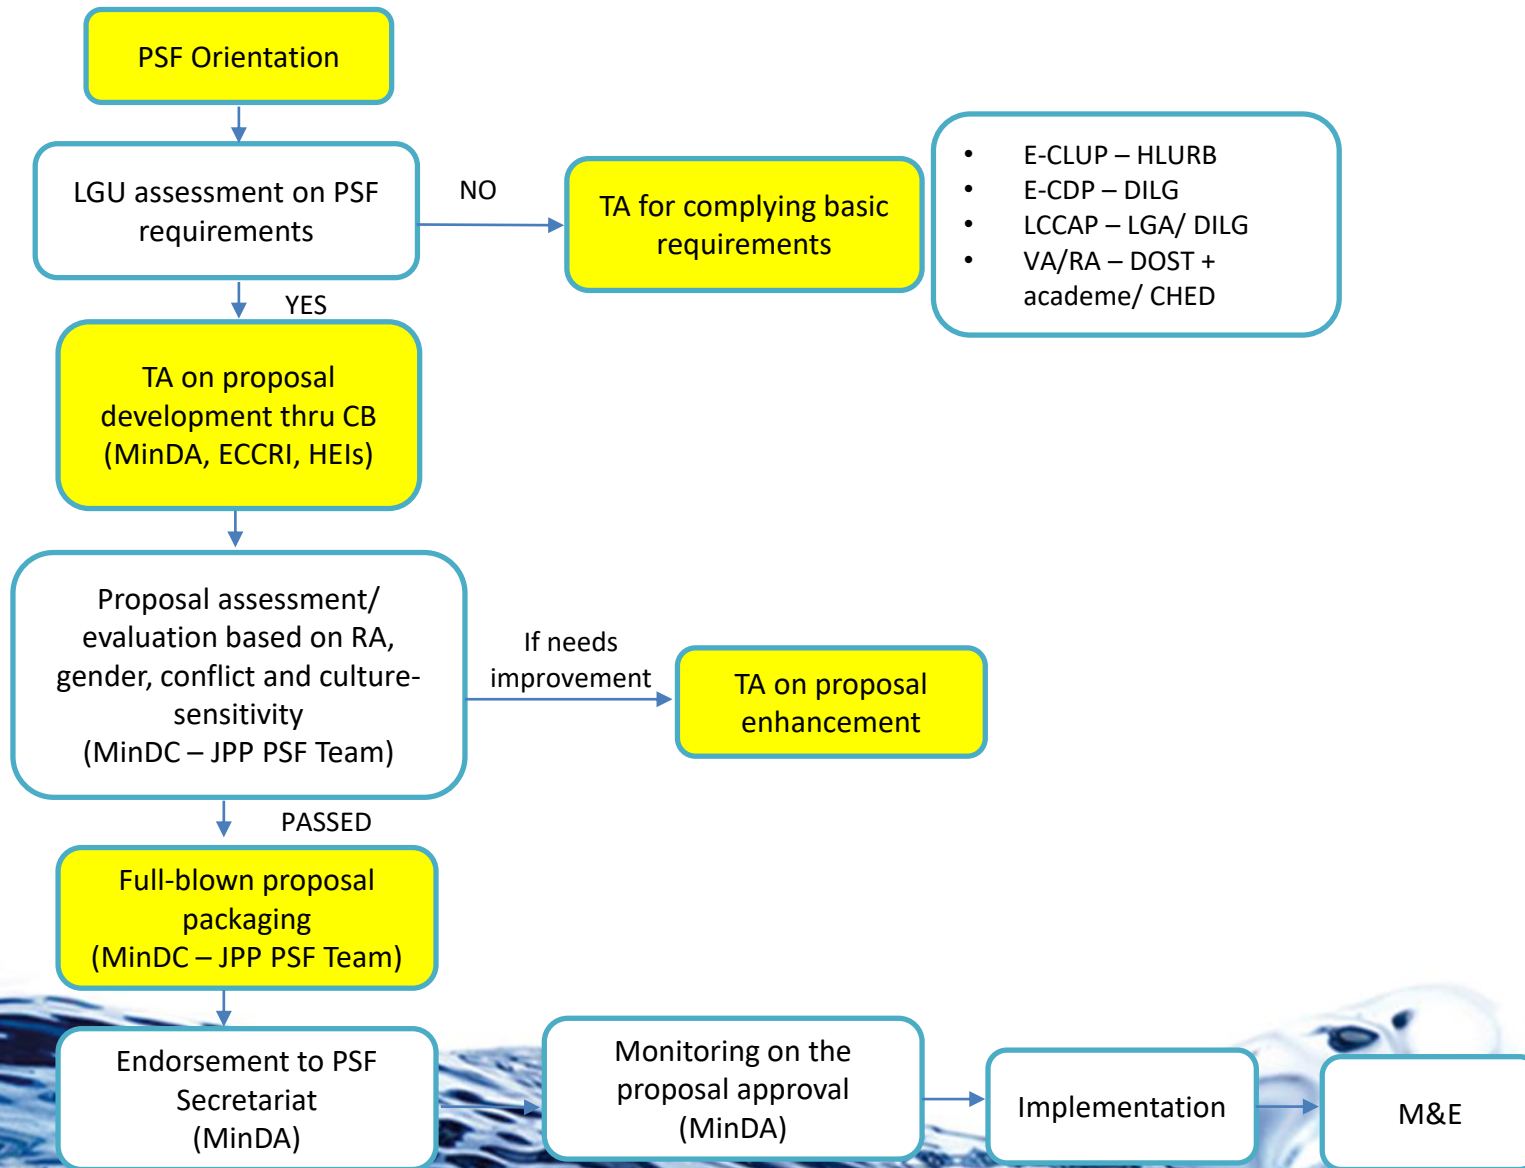 PSF Orientation
LGU assessment on PSF
requirements
NO
TA for complying basic
requirements
• E-CLUP – HLURB
• E-CDP – DILG
• LCCAP – LGA/ DILG
• VA/RA – DOST +
academe/ CHED
YES
TA on proposal
development thru CB
(MinDA, ECCRI, HEIs)
Proposal assessment/
evaluation based on RA,
gender, conflict and culture-
sensitivity
(MinDC – JPP PSF Team)
If needs
improvement
TA on proposal
enhancement
PASSED
Full-blown proposal
packaging
(MinDC – JPP PSF Team)
Endorsement to PSF
Secretariat
(MinDA)
Monitoring on the
proposal approval
(MinDA)
Implementation
M&E